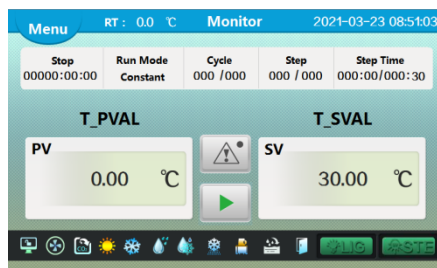 Menu RT: 0.0 ℃ Monitor 2021-03-23 08:51:03
Stop Run Mode Cycle Step Step Time
00000:00:00 Constant 000 /000 000 / 000 000:00/000:30
T_PVAL T_SVAL
PV SV
0.00 ℃ 30.00 ℃